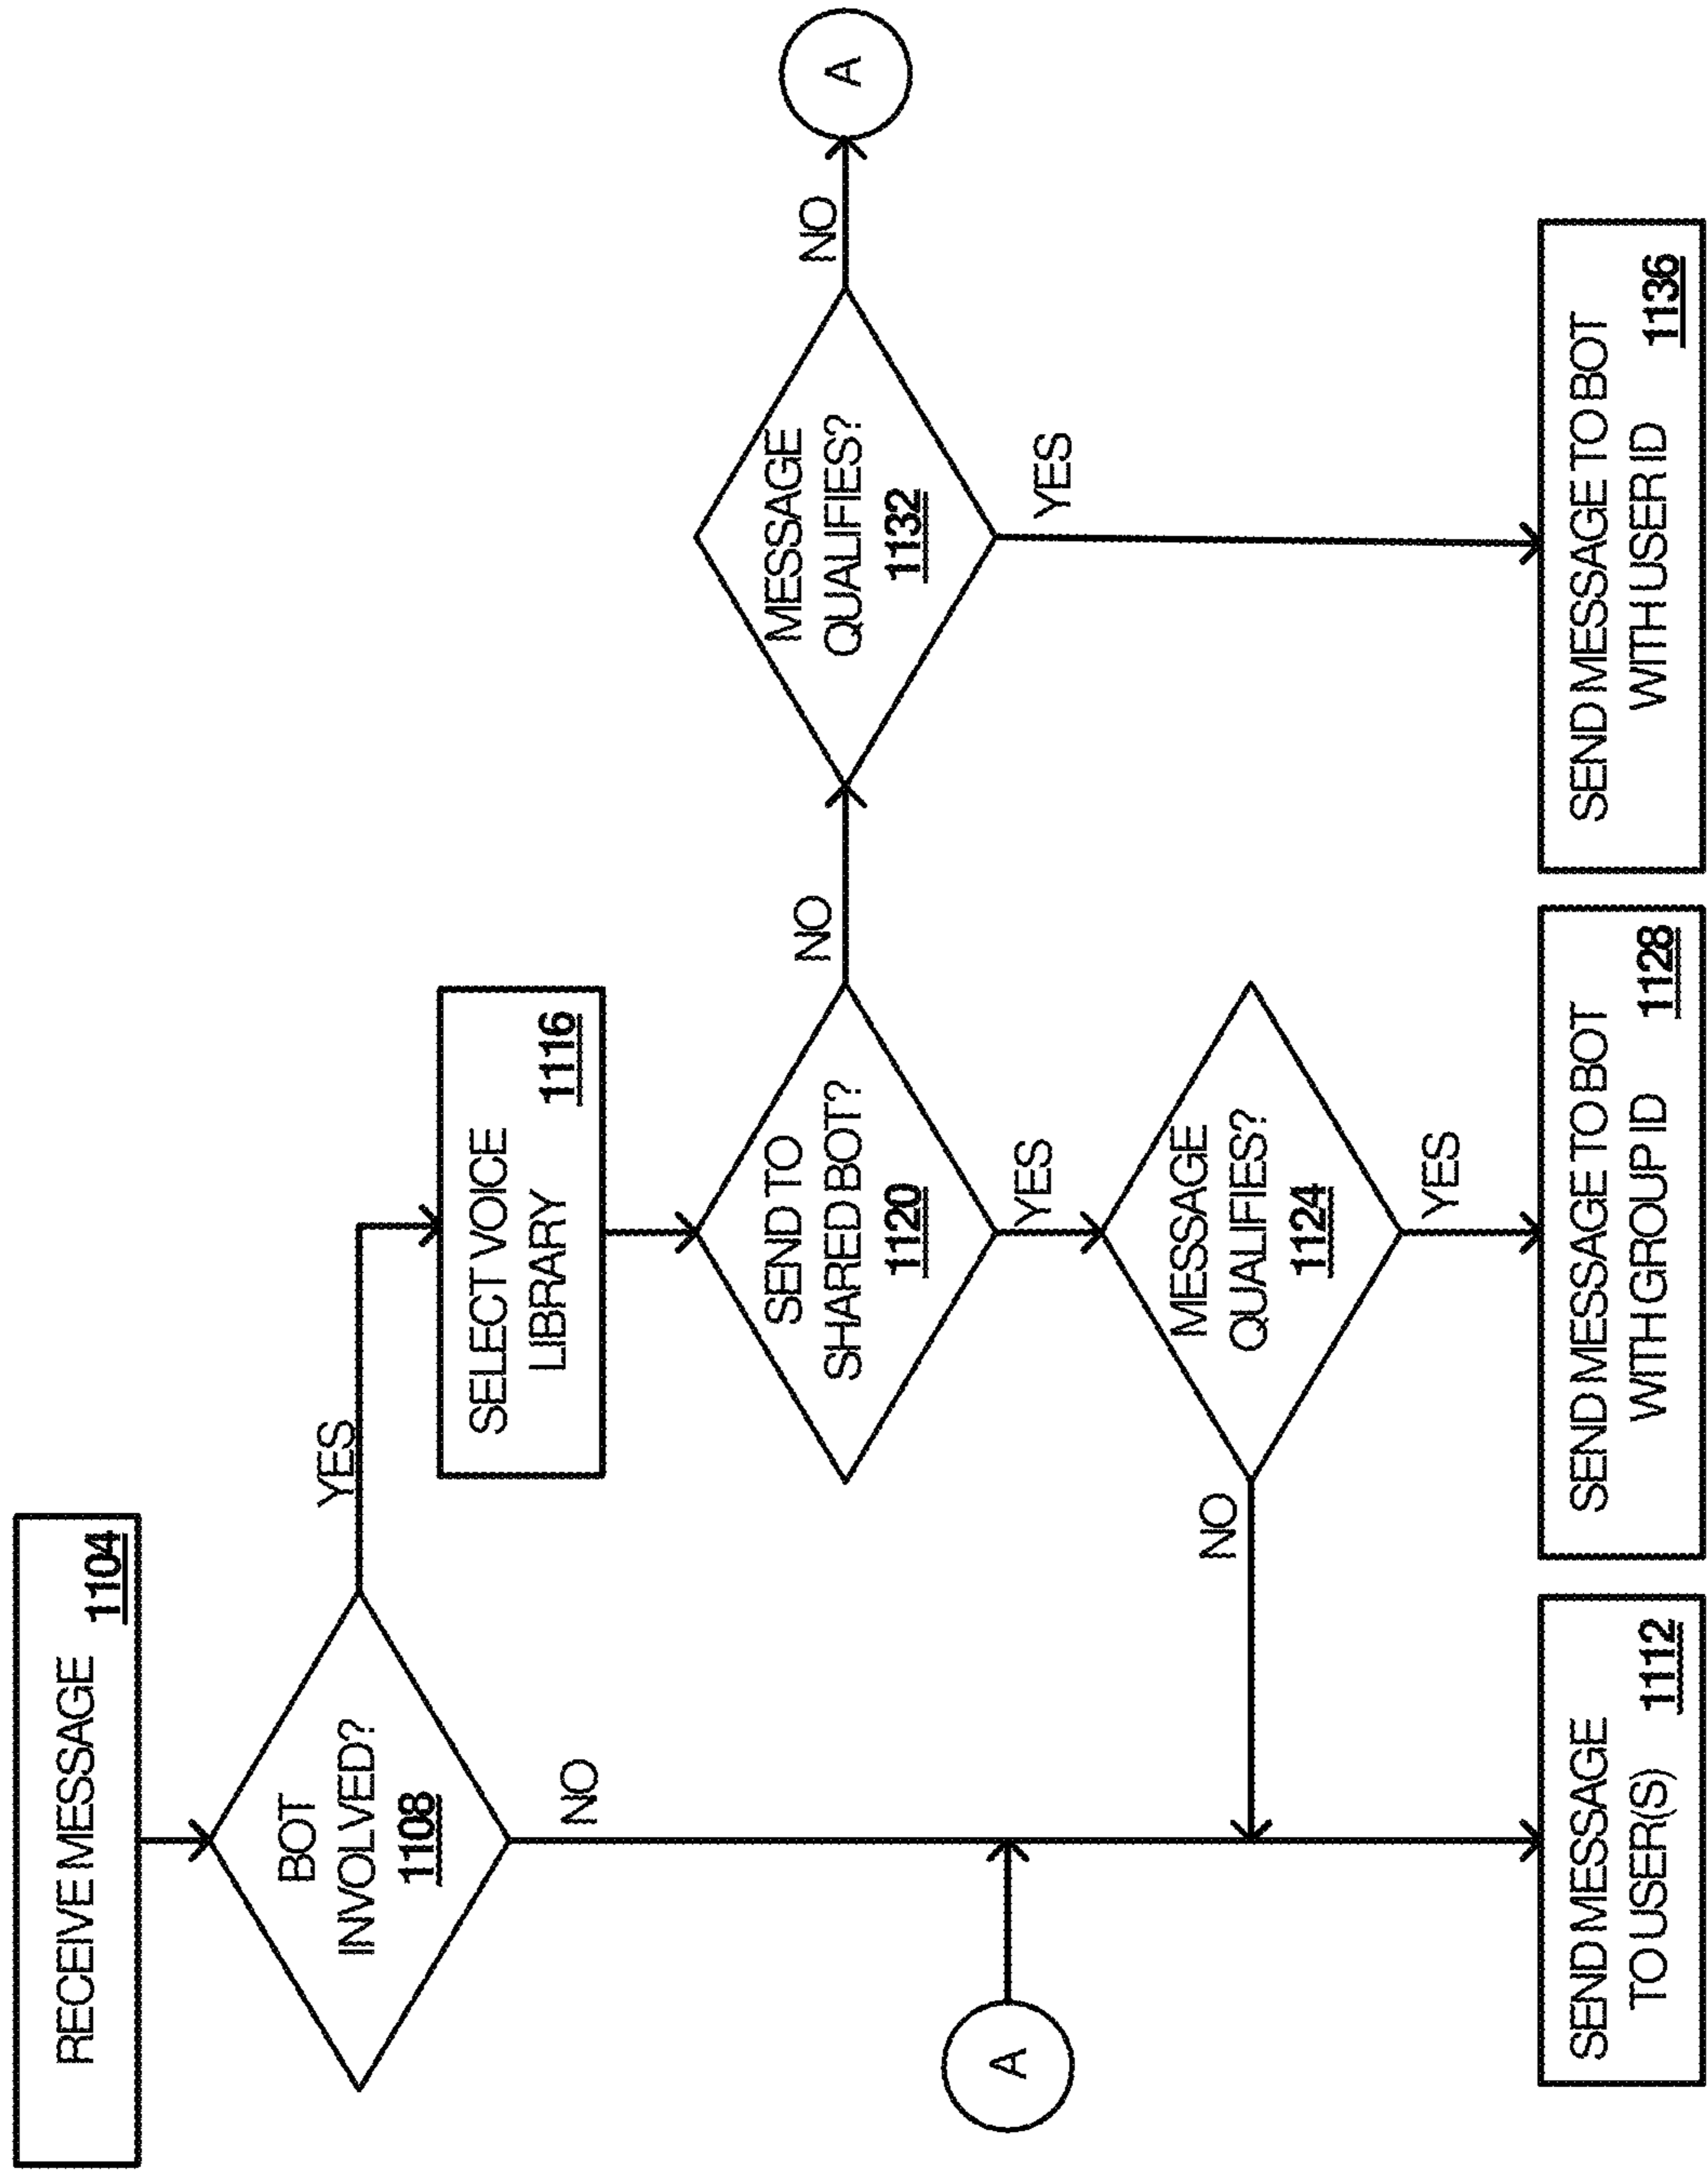 RECEIVE MESSAGE
1104
BOT
INVOLVED?
1108
YES
NO
SELECT VOICE
LIBRARY
1116
SEND TO
SHARED BOT?
1120
NO
YES
MESSAGE
QUALIFIES?
1132
NO
A
YES
MESSAGE
QUALIFIES?
1124
NO
YES
A
SEND MESSAGE
TO USER(S)
1112
SEND MESSAGE TO BOT
WITH GROUP ID
1128
SEND MESSAGE TO BOT
WITH USER ID
1136